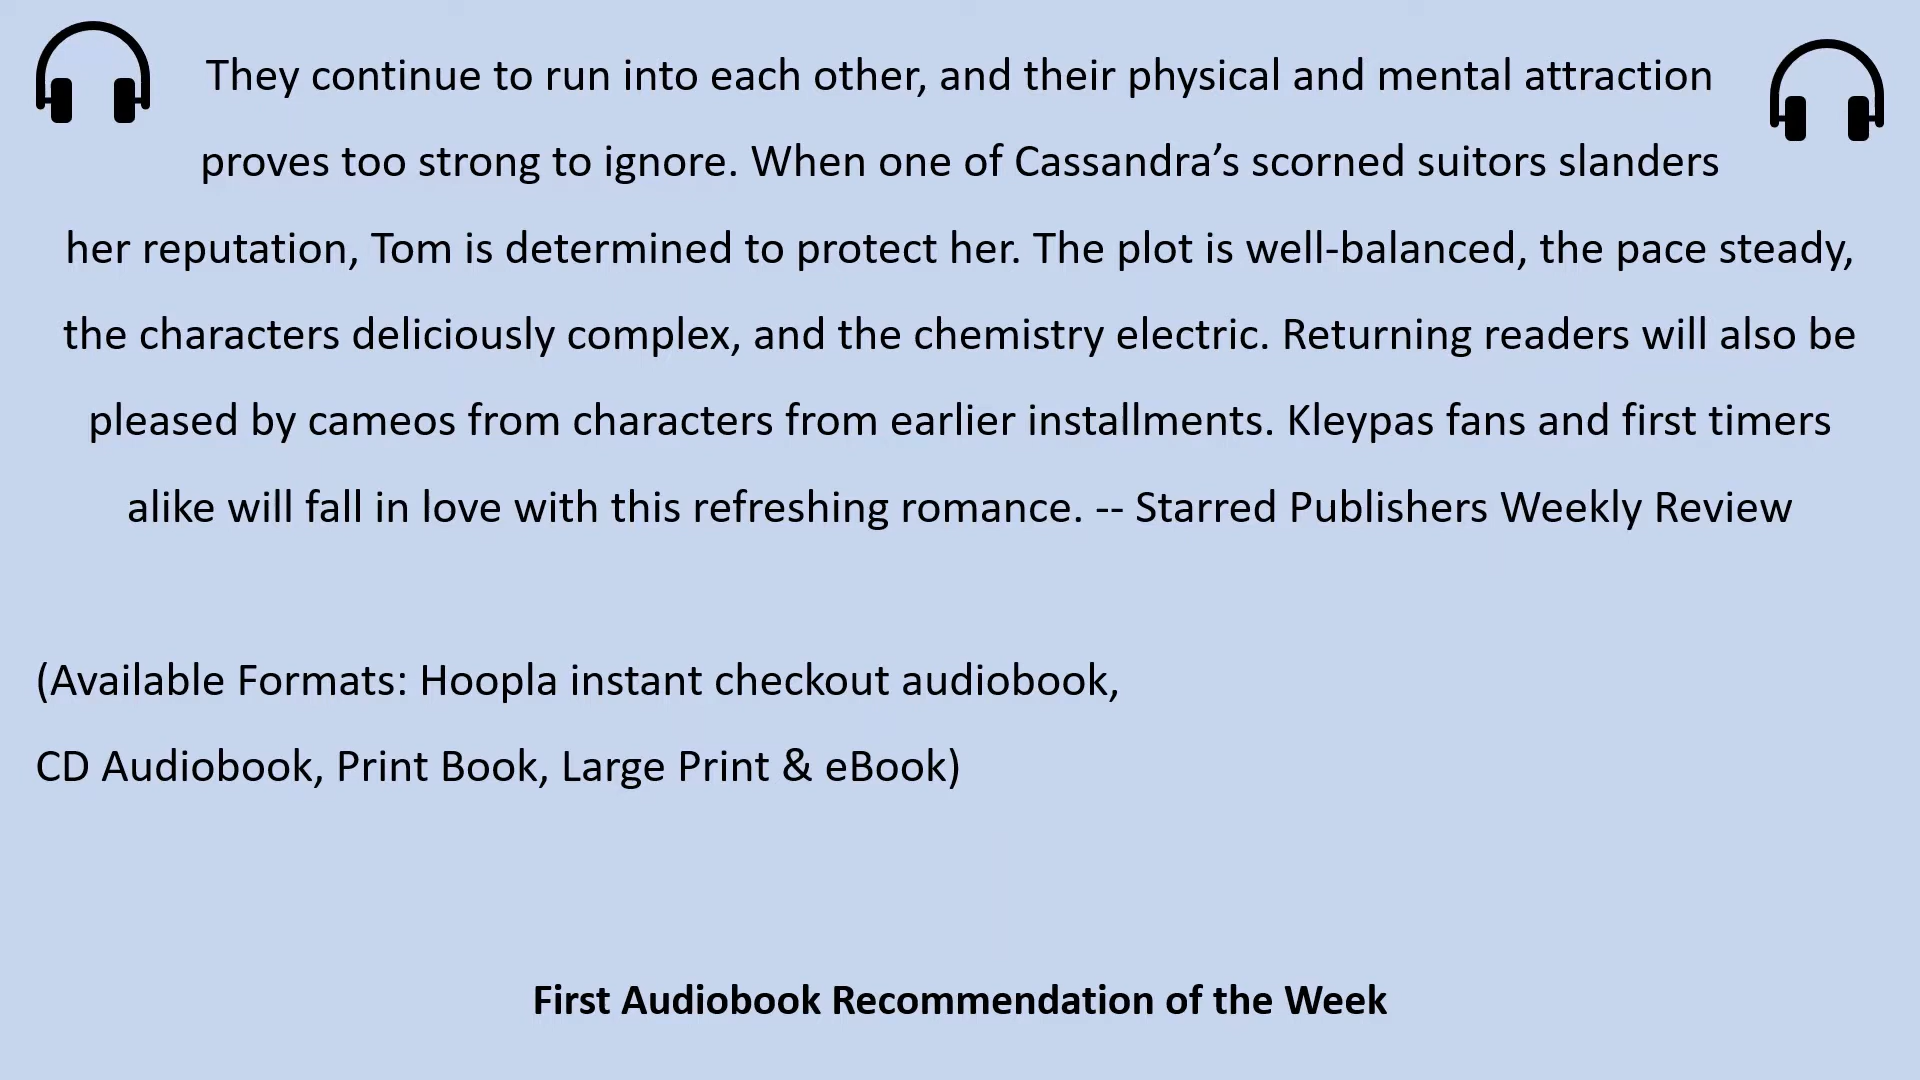 They continue to run into each other, and their physical and mental attraction
proves too strong to ignore. When one of Cassandra’s scorned suitors slanders
her reputation, Tom is determined to protect her. The plot is well-balanced, the pace steady,
the characters deliciously complex, and the chemistry electric. Returning readers will also be
pleased by cameos from characters from earlier installments. Kleypas fans and first timers
alike will fall in love with this refreshing romance. -- Starred Publishers Weekly Review
(Available Formats: Hoopla instant checkout audiobook,
CD Audiobook, Print Book, Large Print & eBook)
First Audiobook Recommendation of the Week